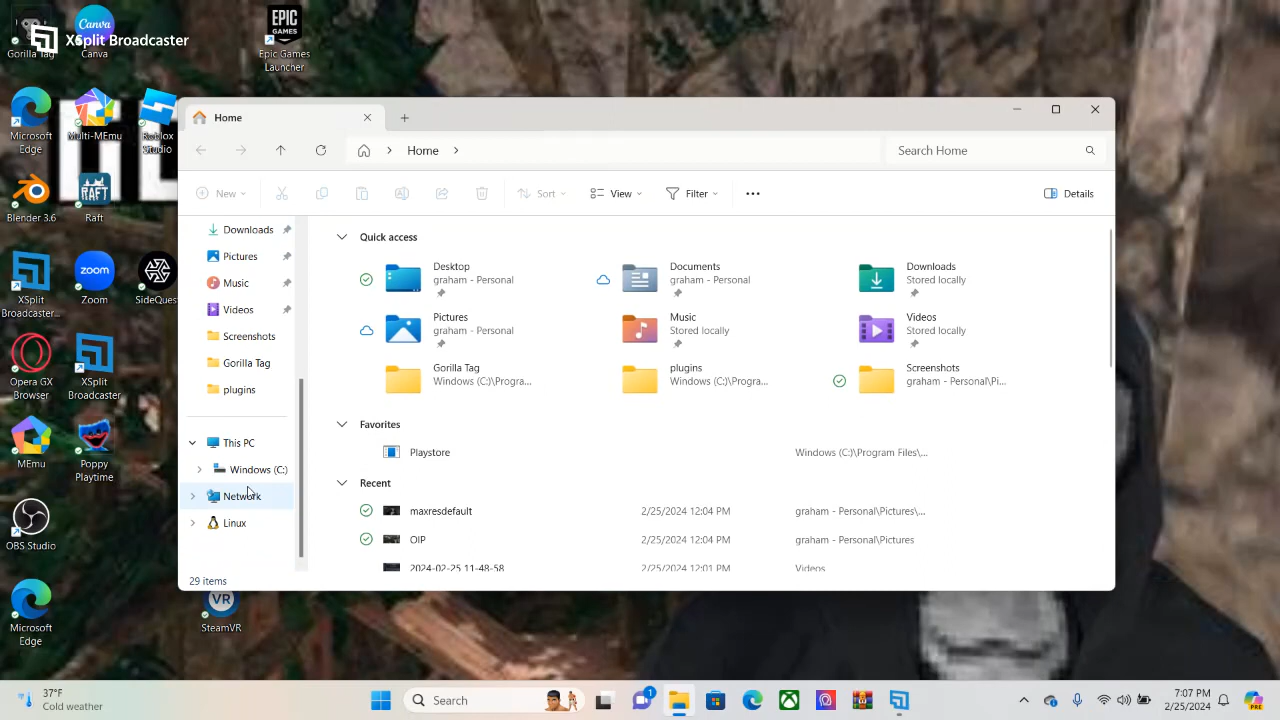 XSplit Broadcaster
Gorilla Tag
Canva
Canva
EPIC
GAMES
Epic Games
Launcher
Microsoft
Edge
Multi-MEmu
Roblox
Studio
Blender 3.6
RAFT
Raft
XSplit
Broadcaster...
zoom
Zoom
SideQuest
Opera GX
Browser
XSplit
Broadcaster
MEmu
Poppy
Playtime
OBS Studio
Microsoft
Edge
VR
SteamVR
Home
Home
Search Home
New
Sort
View
Filter
Details
Downloads
Pictures
Music
Videos
Screenshots
Gorilla Tag
plugins
This PC
Windows (C:)
Network
Linux
Quick access
Desktop
graham - Personal
Documents
graham - Personal
Downloads
Stored locally
Pictures
graham - Personal
Music
Stored locally
Videos
Stored locally
Gorilla Tag
Windows (C:)\Progra...
plugins
Windows (C:)\Progra...
Screenshots
graham - Personal\Pi...
Favorites
Playstore Windows (C:)\Program Files\...
Recent
maxresdefault 2/25/2024 12:04 PM graham - Personal\Pictures\...
OIP 2/25/2024 12:04 PM graham - Personal\Pictures
2024-02-25 11-48-58 2/25/2024 12:01 PM Videos
29 items
37°F
Cold weather
Search
1
7:07 PM
2/25/2024
PRE